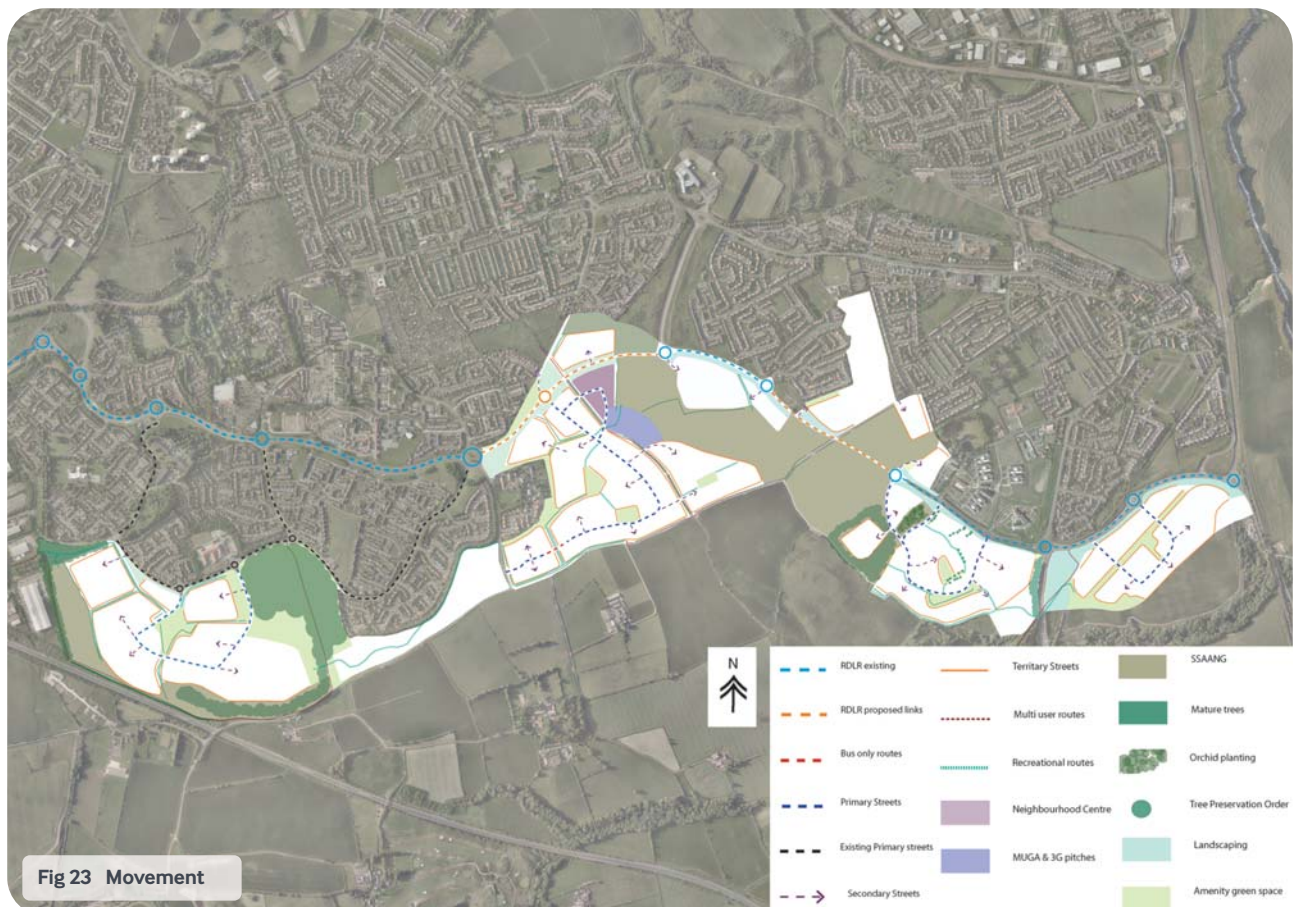 N
RDLR existing
RDLR proposed links
Bus only routes
Primary Streets
Existing Primary streets
Secondary Streets
Territary Streets
Multi user routes
Recreational routes
Neighbourhood Centre
MUGA & 3G pitches
SSAANG
Mature trees
Orchid planting
Tree Preservation Order
Landscaping
Amenity green space
Fig 23 Movement